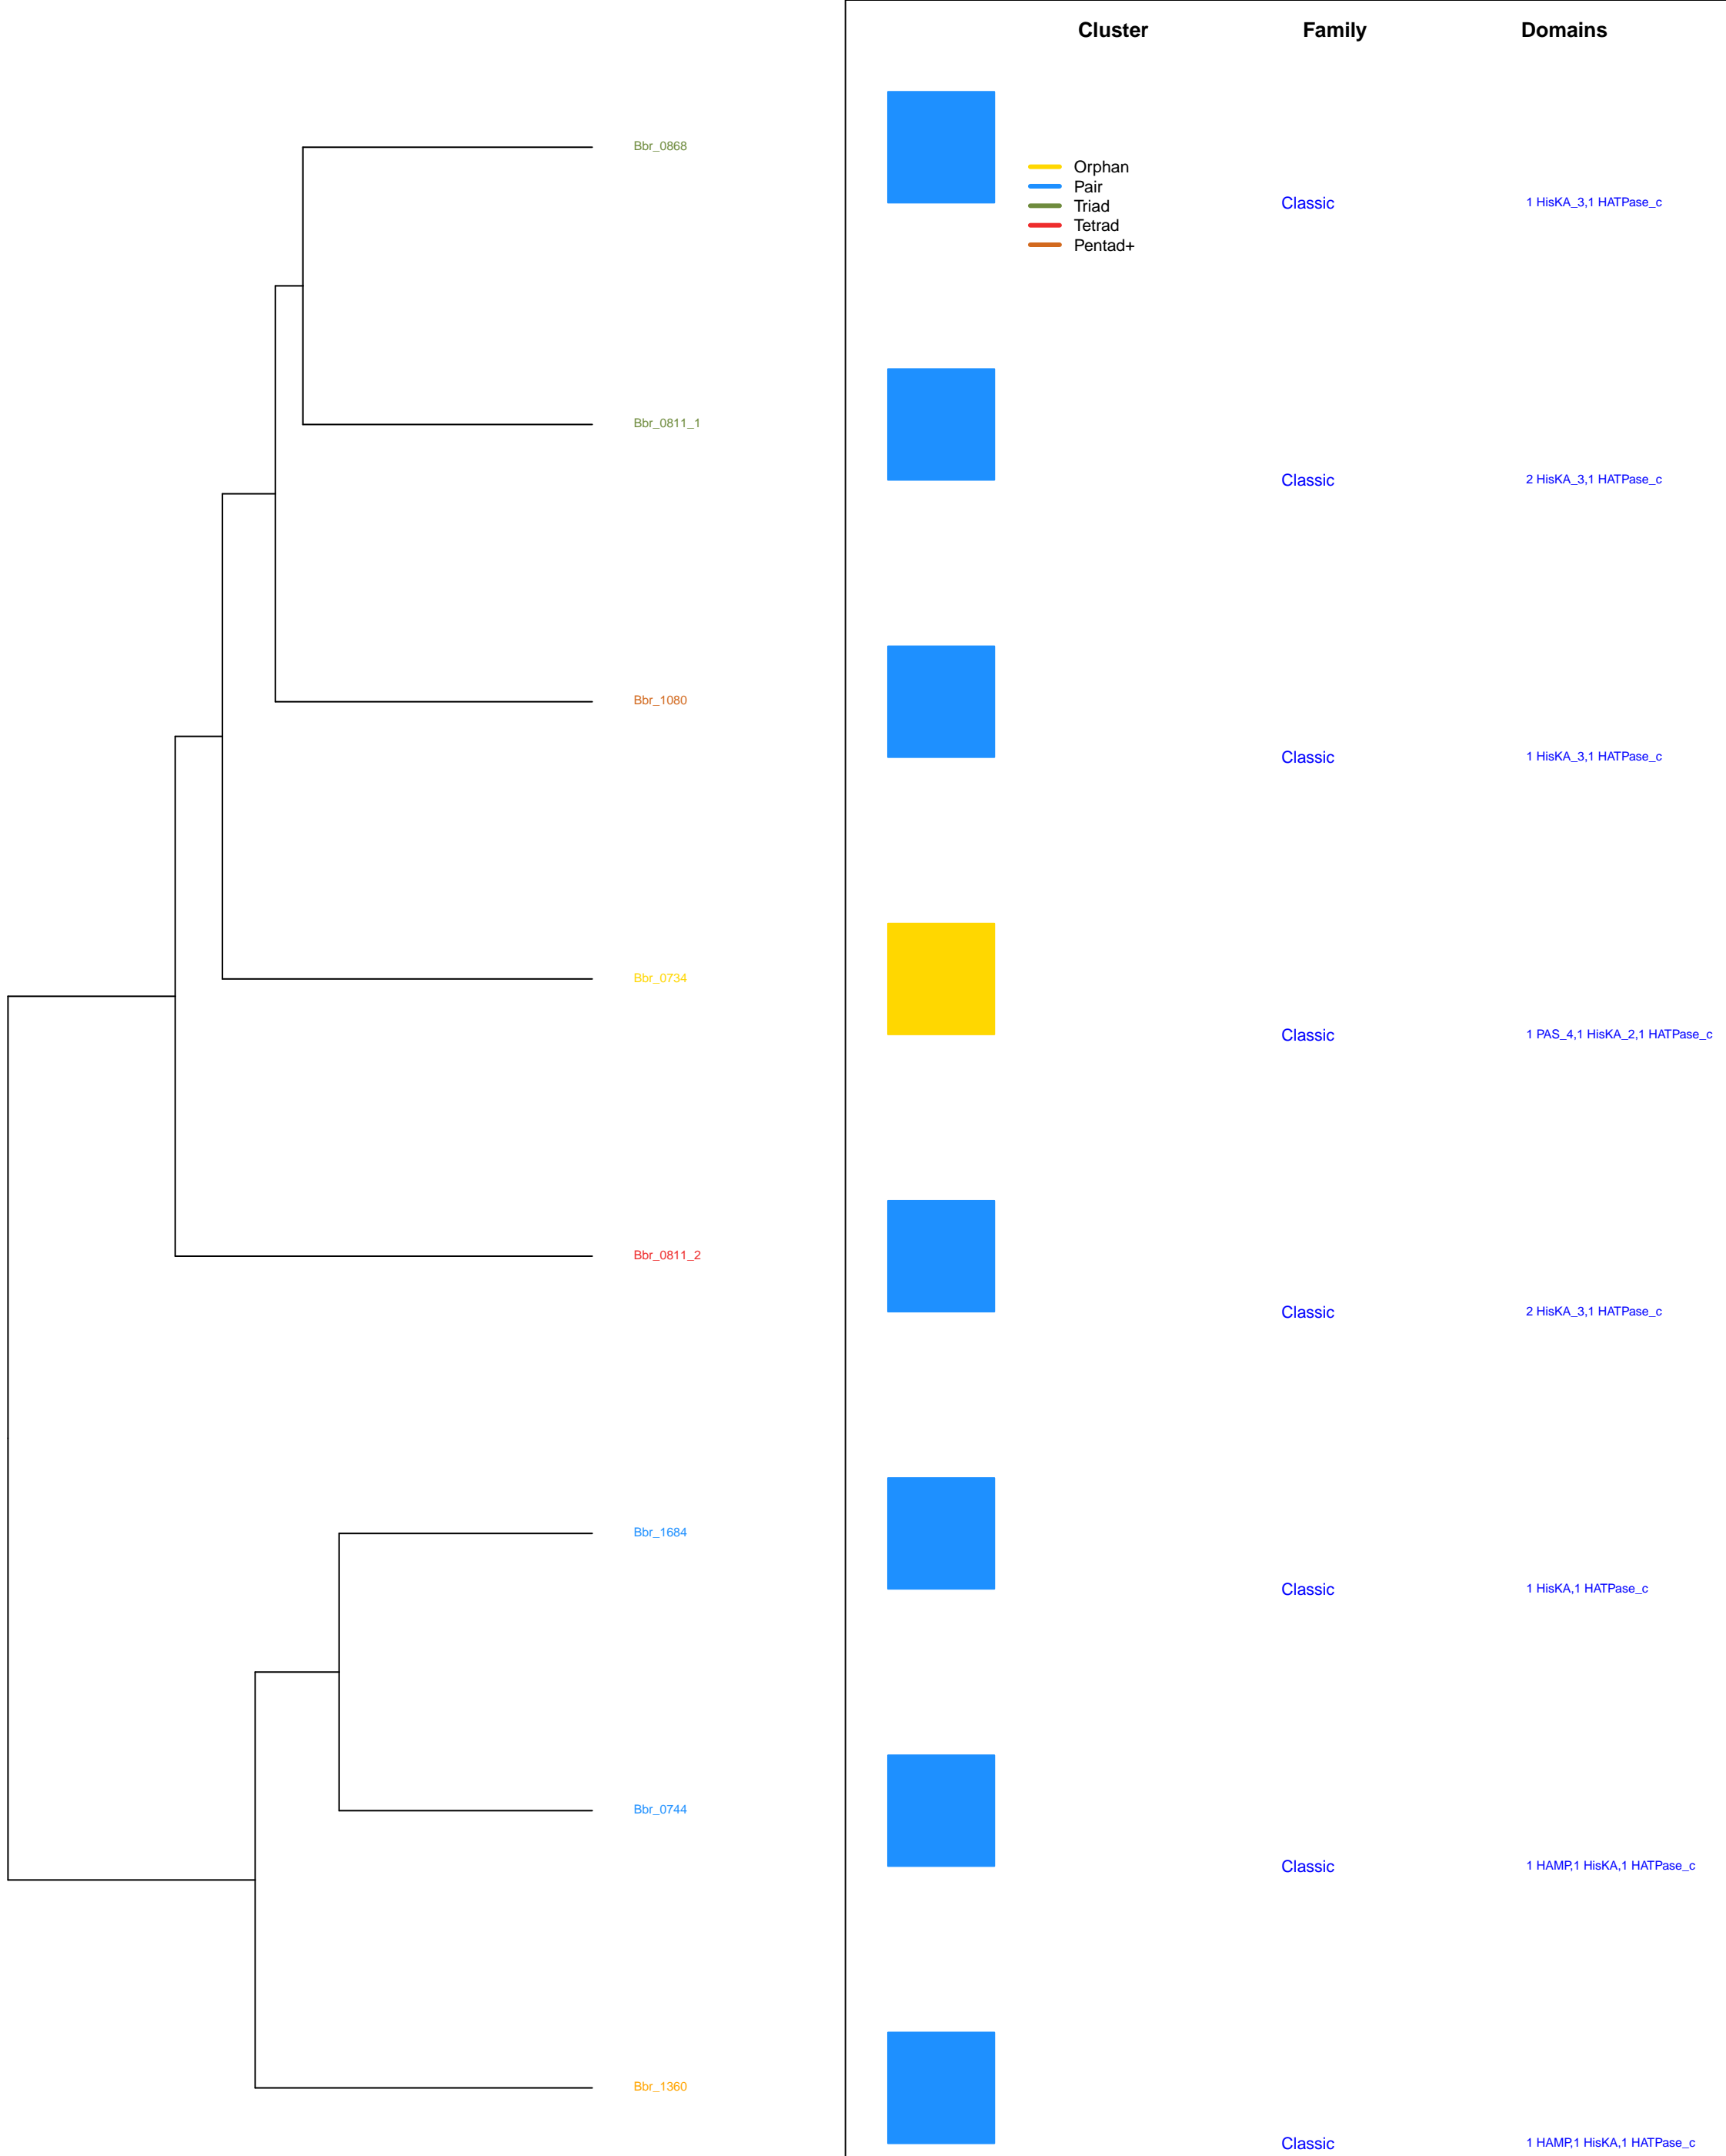 Cluster Family Domains
Bbr_0868
Orphan
Pair
Triad
Tetrad
Pentad+
Classic 1 HisKA_3,1 HATPase_c
Bbr_0811_1
Classic 2 HisKA_3,1 HATPase_c
Bbr_1080
Classic 1 HisKA_3,1 HATPase_c
Bbr_0734
Classic 1 PAS_4,1 HisKA_2,1 HATPase_c
Bbr_0811_2
Classic 2 HisKA_3,1 HATPase_c
Bbr_1684
Classic 1 HisKA,1 HATPase_c
Bbr_0744
Classic 1 HAMP,1 HisKA,1 HATPase_c
Bbr_1360
Classic 1 HAMP,1 HisKA,1 HATPase_c